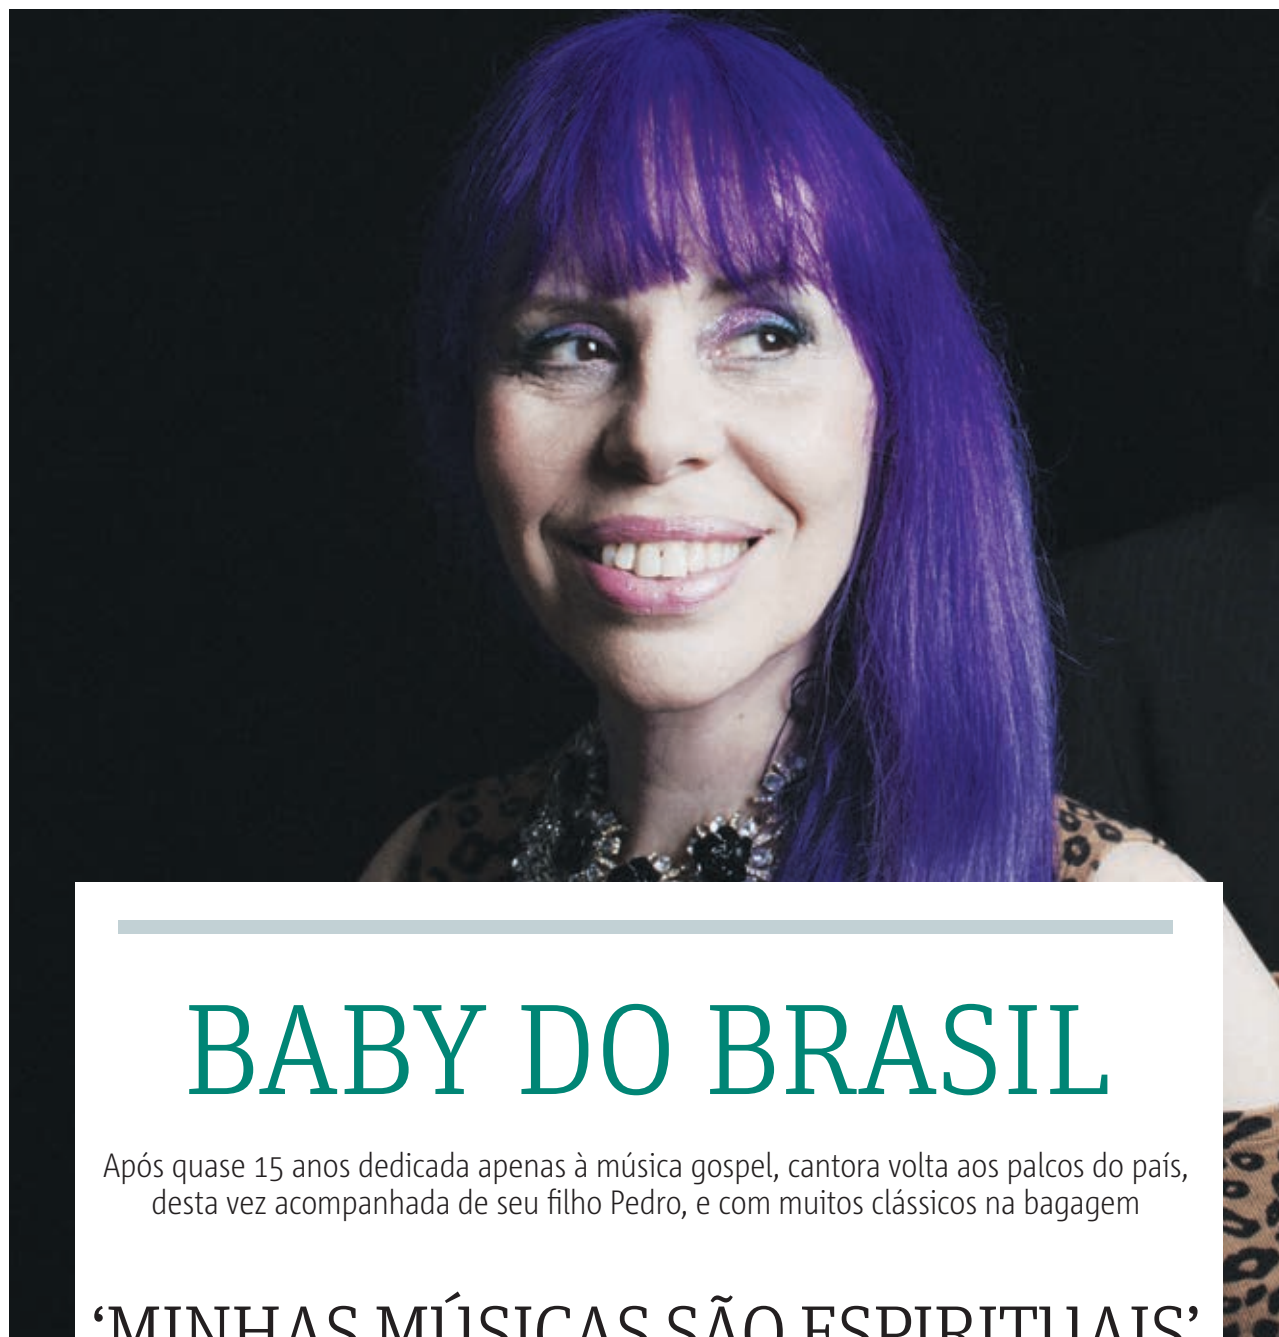 BABY DO BRASIL
Após quase 15 anos dedicada apenas à música gospel, cantora volta aos palcos do país,
desta vez acompanhada de seu filho Pedro, e com muitos clássicos na bagagem
‘MINHAS MÚSICAS SÃO ESPIRITUAIS’